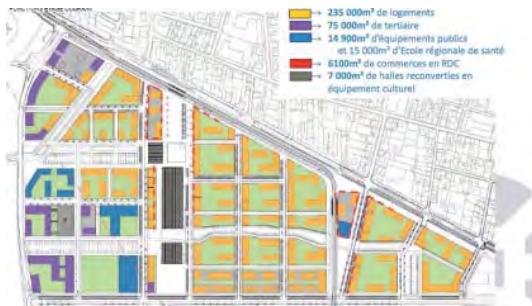 235 000m² de logements
75 000m² de tertiaire
14 900m² d'équipements publics
et 15 000m² d'Ecole régionale de santé
6100m² de commerces en RDC
7 000m² de halles reconverties en
équipement culturel